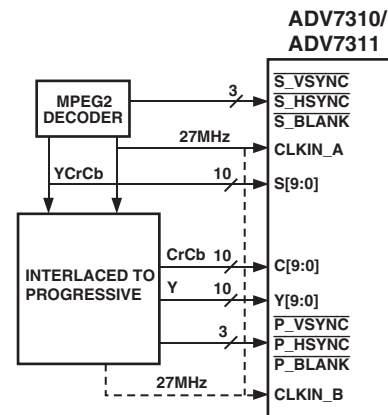 ADV7310/
ADV7311
3
S_VSYNC
S_HSYNC
S_BLANK
MPEG2
DECODER
27MHz
CLKIN_A
YCrCb
10
S[9:0]
INTERLACED TO
PROGRESSIVE
CrCb
10
C[9:0]
Y
10
Y[9:0]
3
P_VSYNC
P_HSYNC
P_BLANK
27MHz
CLKIN_B